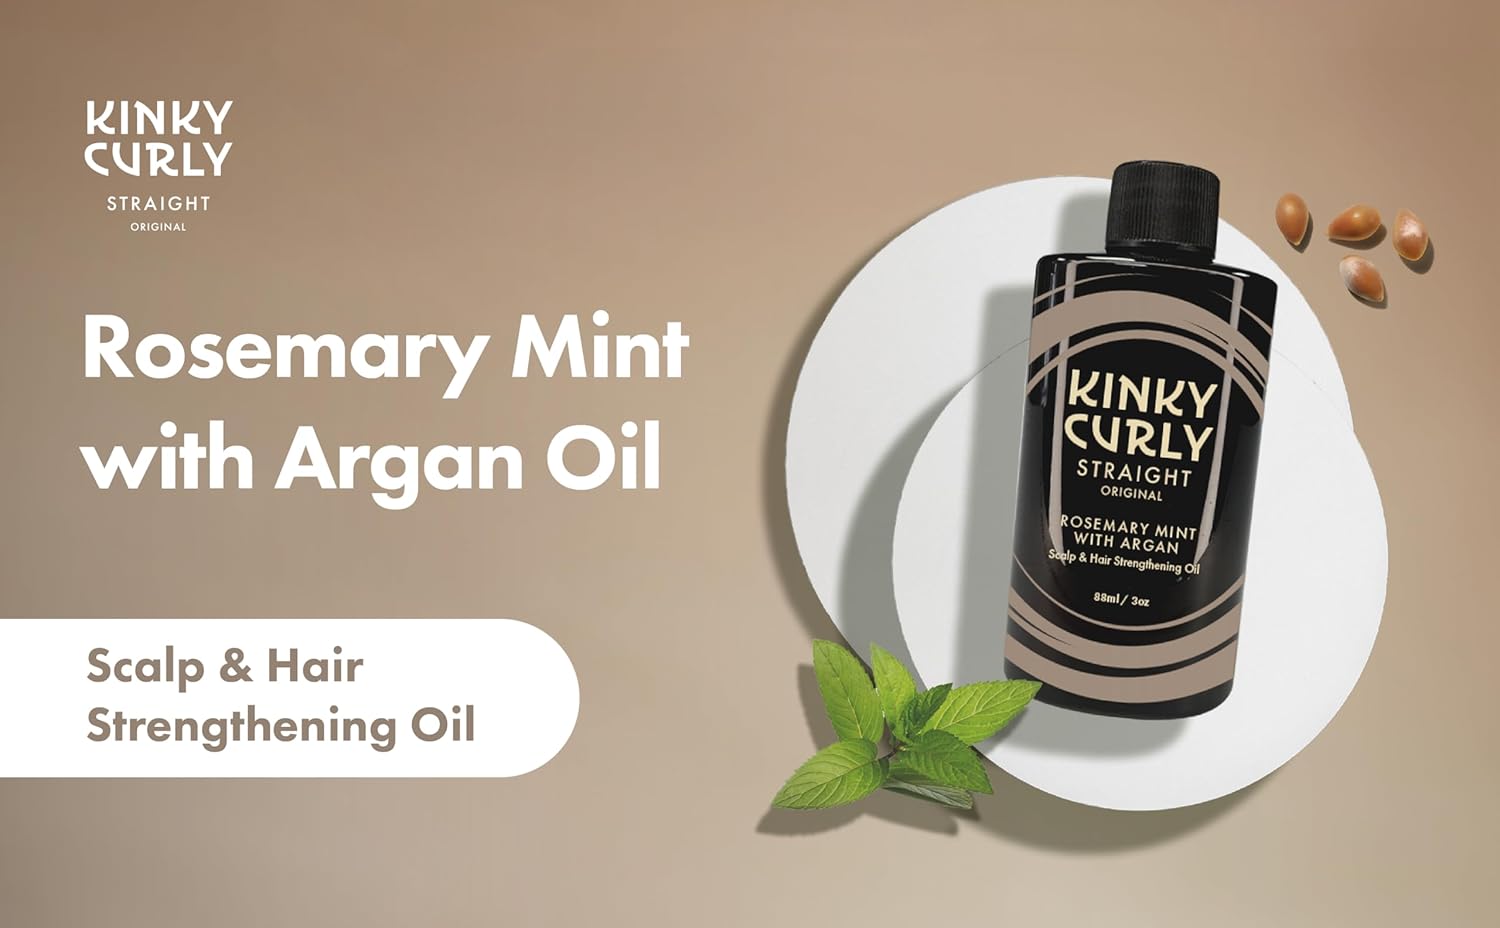 KINKY
CURLY
STRAIGHT
ORIGINAL
Rosemary Mint
with Argan Oil
Scalp & Hair
Strengthening Oil
KINKY
CURLY
STRAIGHT
ORIGINAL
ROSEMARY MINT
WITH ARGAN
Scalp & Hair Strengthening Oil
88ml / 3oz